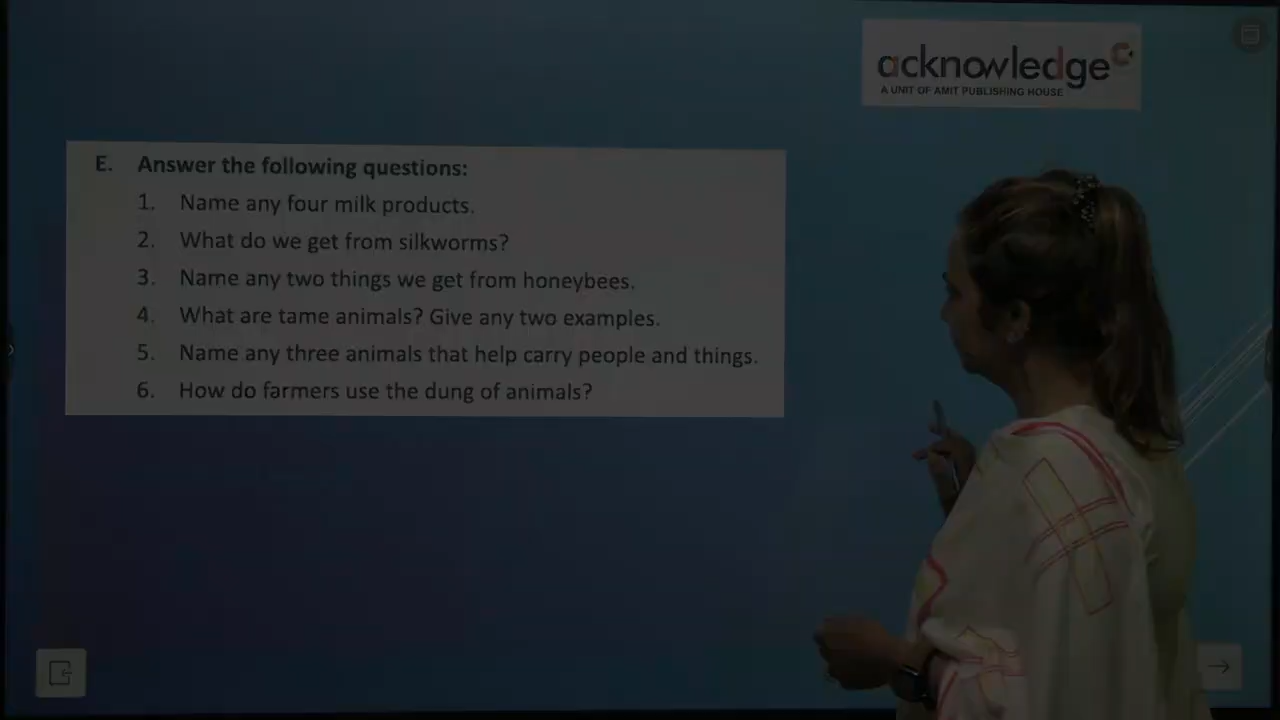 acknowledge
A UNIT OF AMIT PUBLISHING HOUSE
E. Answer the following questions:
1. Name any four milk products.
2. What do we get from silkworms?
3. Name any two things we get from honeybees.
4. What are tame animals? Give any two examples.
5. Name any three animals that help carry people and things.
6. How do farmers use the dung of animals?